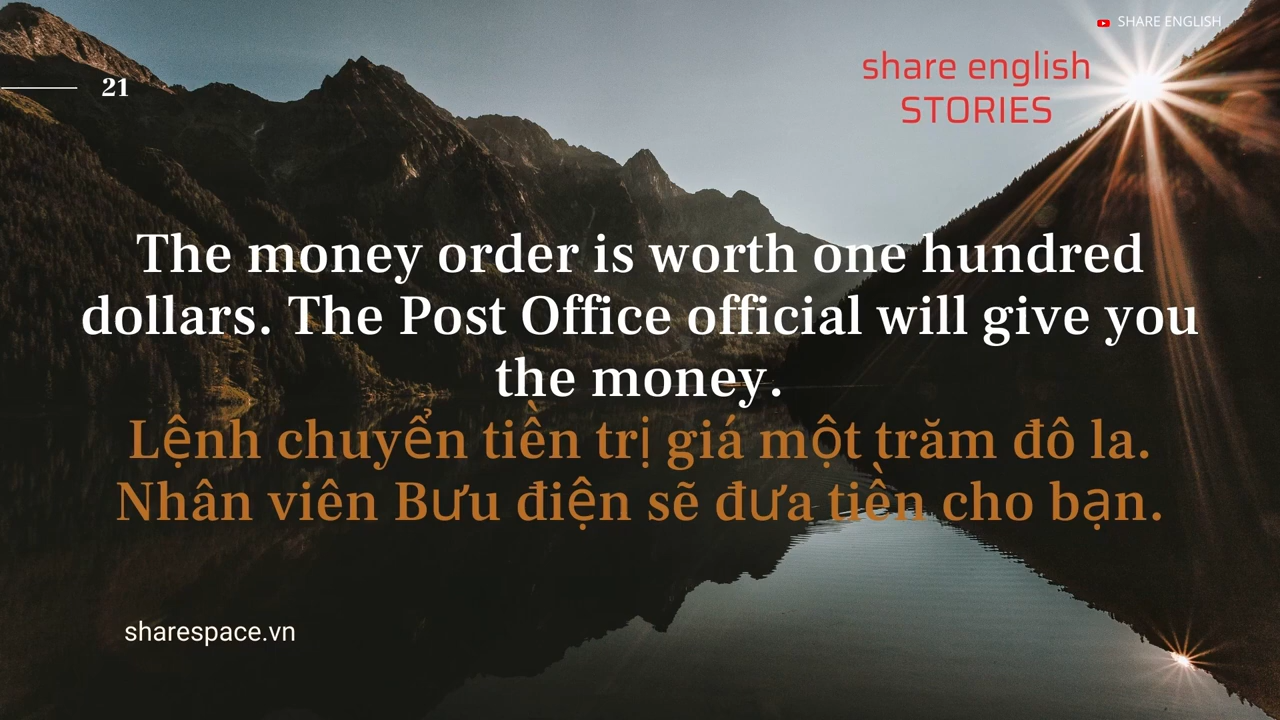 SHARE ENGLISH
share english
STORIES
21
The money order is worth one hundred
dollars. The Post Office official will give you
the money.
Lệnh chuyển tiền trị giá một trăm đô la.
Nhân viên Bưu điện sẽ đưa tiền cho bạn.
sharespace.vn